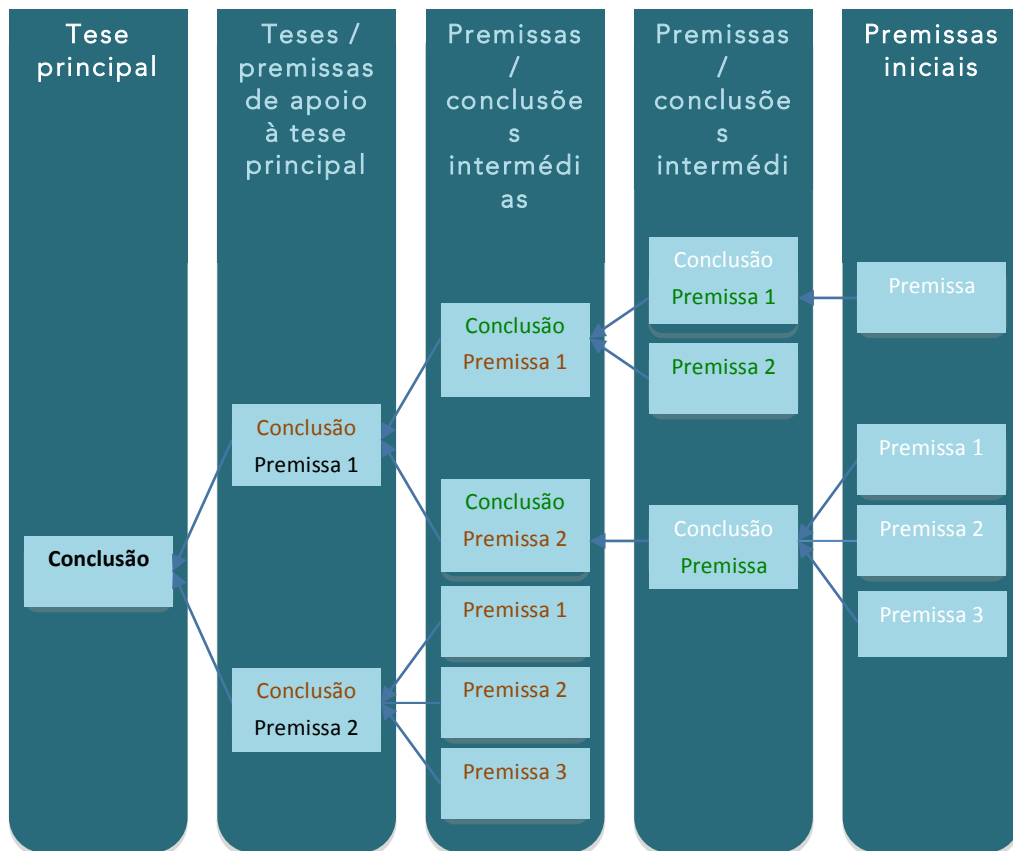 Tese
principal
Teses /
premissas
de apoio
à tese
principal
Premissas
/
conclusõe
s
intermédi
as
Premissas
/
conclusõe
s
intermédi
Premissas
iniciais
Conclusão
Conclusão
Premissa 1
Conclusão
Premissa 2
Conclusão
Premissa 1
Conclusão
Premissa 2
Premissa 1
Premissa 2
Premissa 3
Conclusão
Premissa 1
Premissa 2
Conclusão
Premissa
Premissa
Premissa 1
Premissa 2
Premissa 3